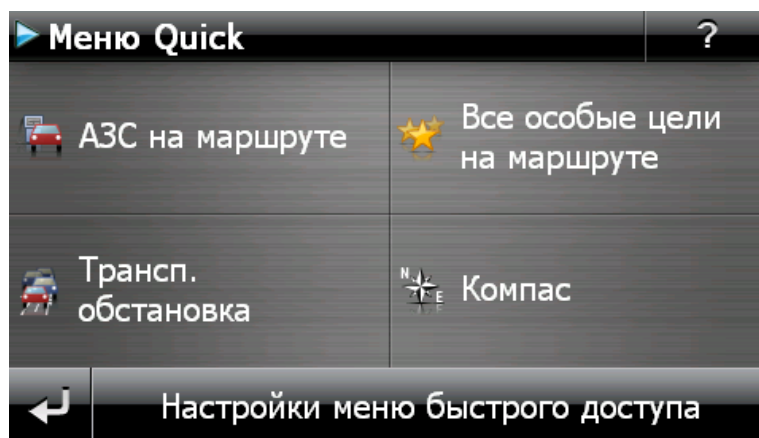 Меню Quick
?
АЗС на маршруте
Все особые цели
на маршруте
Трансп.
обстановка
N
E
Компас
Настройки меню быстрого доступа